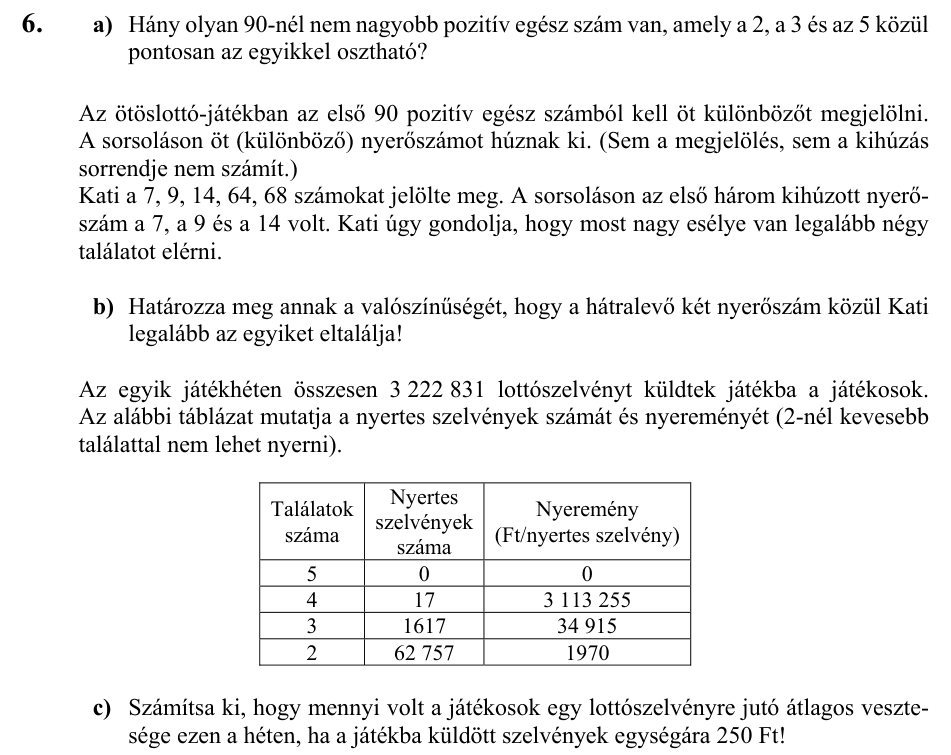 6. a) Hány olyan 90-nél nem nagyobb pozitív egész szám van, amely a 2, a 3 és az 5 közül
pontosan az egyikkel osztható?
Az ötöslottó-játékban az első 90 pozitív egész számból kell öt különbözőt megjelölni.
A sorsoláson öt (különböző) nyerőszámot húznak ki. (Sem a megjelölés, sem a kihúzás
sorrendje nem számít.)
Kati a 7, 9, 14, 64, 68 számokat jelölte meg. A sorsoláson az első három kihúzott nyerő-
szám a 7, a 9 és a 14 volt. Kati úgy gondolja, hogy most nagy esélye van legalább négy
találatot elérni.
b) Határozza meg annak a valószínűségét, hogy a hátralevő két nyerőszám közül Kati
legalább az egyiket eltalálja!
Az egyik játékhéten összesen 3 222 831 lottószelvényt küldtek játékba a játékosok.
Az alábbi táblázat mutatja a nyertes szelvények számát és nyereményét (2-nél kevesebb
találattal nem lehet nyerni).
Találatok száma Nyertes szelvények száma Nyeremény (Ft/nyertes szelvény)
5 0 0
4 17 3 113 255
3 1617 34 915
2 62 757 1970
c) Számítsa ki, hogy mennyi volt a játékosok egy lottószelvényre jutó átlagos veszte-
sége ezen a héten, ha a játékba küldött szelvények egységára 250 Ft!